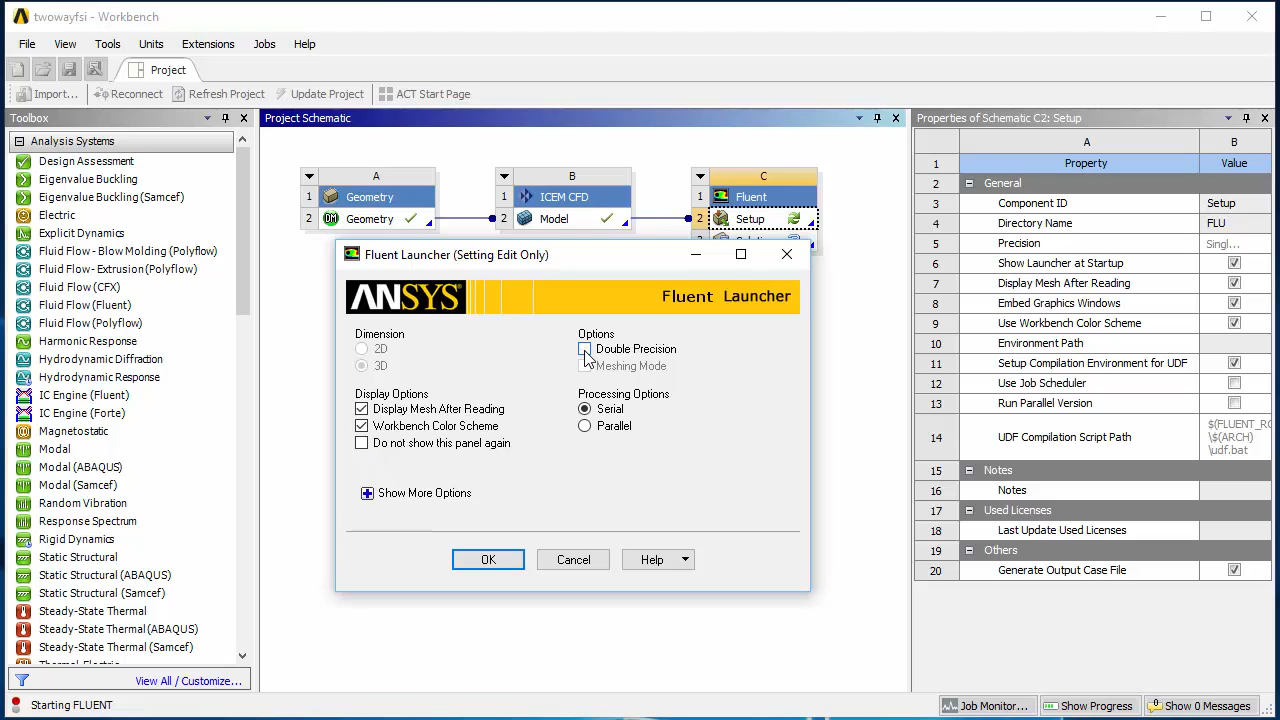 twowayfsi - Workbench
File View Tools Units Extensions Jobs Help
Project
Import... Reconnect Refresh Project Update Project ACT Start Page
Toolbox
Analysis Systems
Design Assessment
Eigenvalue Buckling
Eigenvalue Buckling (Samcef)
Electric
Explicit Dynamics
Fluid Flow - Blow Molding (Polyflow)
Fluid Flow - Extrusion(Polyflow)
Fluid Flow (CFX)
Fluid Flow (Fluent)
Fluid Flow (Polyflow)
Harmonic Response
Hydrodynamic Diffraction
Hydrodynamic Response
IC Engine (Fluent)
IC Engine (Forte)
Magnetostatic
Modal
Modal (ABAQUS)
Modal (Samcef)
Random Vibration
Response Spectrum
Rigid Dynamics
Static Structural
Static Structural (ABAQUS)
Static Structural (Samcef)
Steady-State Thermal
Steady-State Thermal (ABAQUS)
Steady-State Thermal (Samcef)
View All / Customize...
Project Schematic
A
1 Geometry
2 DM Geometry
B
1 ICEM CFD
2 Model
C
1 Fluent
2 Setup
Fluent Launcher (Setting Edit Only)
ANSYS
Fluent Launcher
Dimension
2D
3D
Options
Double Precision
Meshing Mode
Display Options
Display Mesh After Reading
Workbench Color Scheme
Do not show this panel again
Processing Options
Serial
Parallel
Show More Options
OK Cancel Help
Properties of Schematic C2: Setup
A B
1 Property Value
2 General
3 Component ID Setup
4 Directory Name FLU
5 Precision Singl...
6 Show Launcher at Startup
7 Display Mesh After Reading
8 Embed Graphics Windows
9 Use Workbench Color Scheme
10 Environment Path
11 Setup Compilation Environment for UDF
12 Use Job Scheduler
13 Run Parallel Version
14 UDF Compilation Script Path $(FLUENT_RO
\$(ARCH)
\udf.bat
15 Notes
16 Notes
17 Used Licenses
18 Last Update Used Licenses
19 Others
20 Generate Output Case File
Starting FLUENT
Job Monitor... Show Progress Show 0 Messages